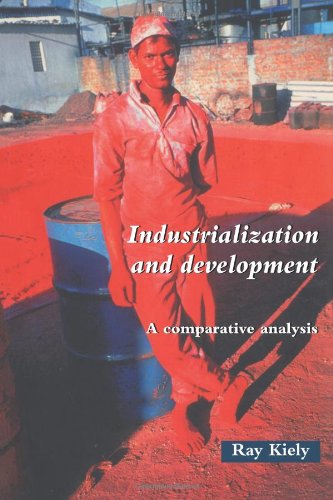 Industrialization
and development
A comparative analysis
Ray Kiely